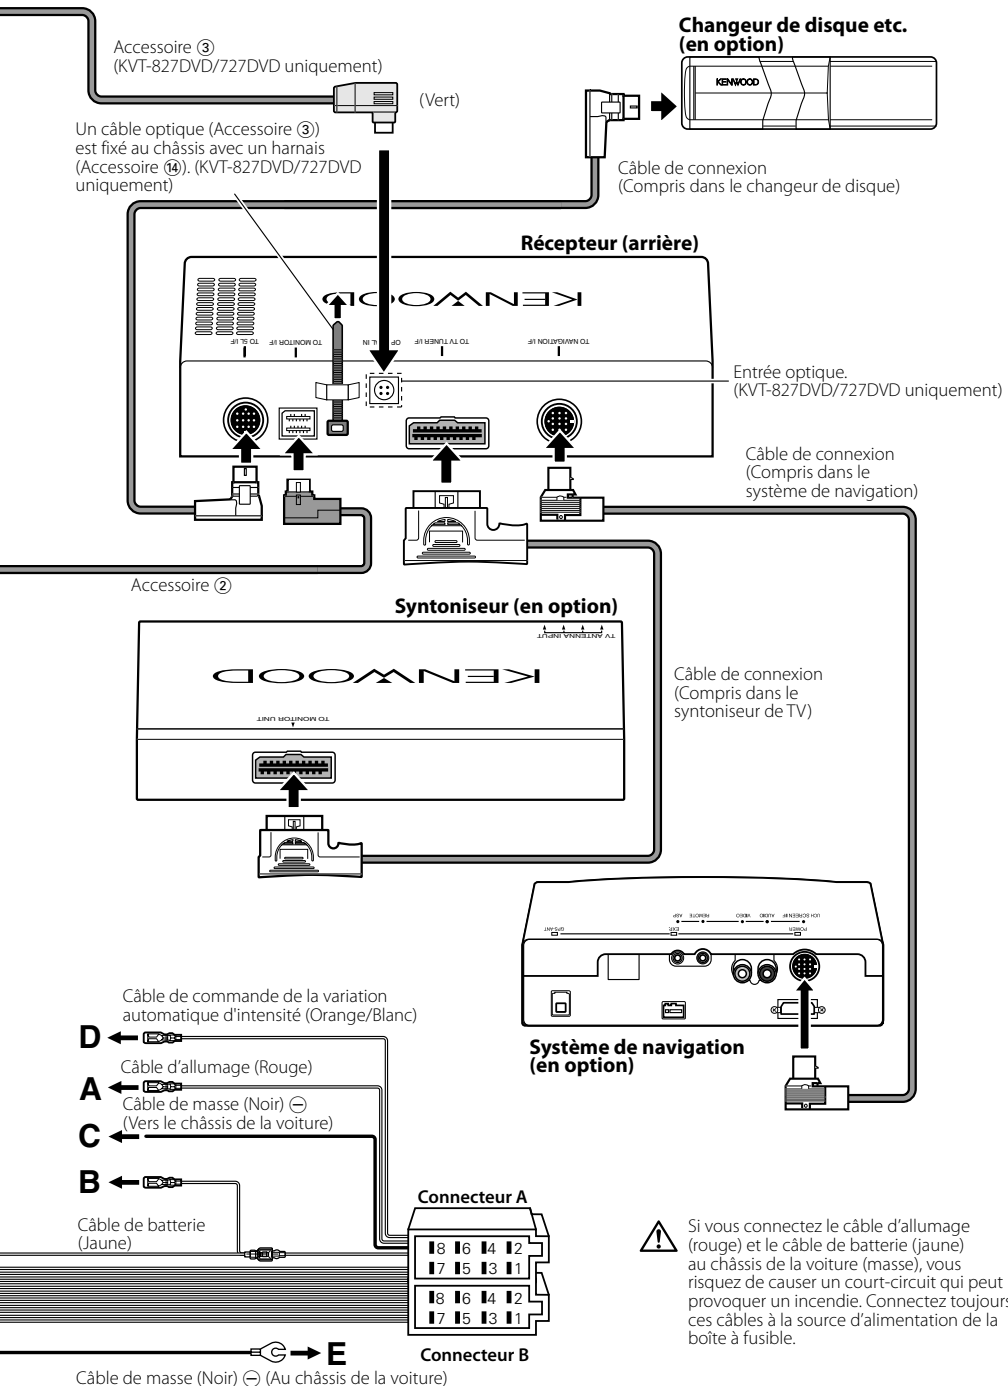 Changeur de disque etc.
(en option)
Accessoire ③
(KVT-827DVD/727DVD uniquement)
(Vert)
KENWOOD
Un câble optique (Accessoire ③)
est fixé au châssis avec un harnais
(Accessoire ⑭). (KVT-827DVD/727DVD
uniquement)
Câble de connexion
(Compris dans le changeur de disque)
Récepteur (arrière)
KENWOOD
TO 5L I/F
TO MONITOR I/F
OP AL IN
TO TV TUNER I/F
TO NAVIGATION I/F
Entrée optique.
(KVT-827DVD/727DVD uniquement)
Câble de connexion
(Compris dans le
système de navigation)
Accessoire ②
Syntoniseur (en option)
TV ANTENNA INPUT
KENWOOD
TO MONITOR UNIT
Câble de connexion
(Compris dans le
syntoniseur de TV)
ASP
REMOTE
VIDEO
AUDIO
UCH SCREEN I/F
GPS-ANT
EXP.
POWER
Système de navigation
(en option)
Câble de commande de la variation
automatique d'intensité (Orange/Blanc)
D
Câble d’allumage (Rouge)
A
Câble de masse (Noir) ⊖
(Vers le châssis de la voiture)
C
B
Câble de batterie
(Jaune)
Connecteur A
8 6 4 2
7 5 3 1
8 6 4 2
7 5 3 1
Connecteur B
E
Câble de masse (Noir) ⊖ (Au châssis de la voiture)
Si vous connectez le câble d’allumage
(rouge) et le câble de batterie (jaune)
au châssis de la voiture (masse), vous
risquez de causer un court-circuit qui peut
provoquer un incendie. Connectez toujours
ces câbles à la source d’alimentation de la
boîte à fusible.